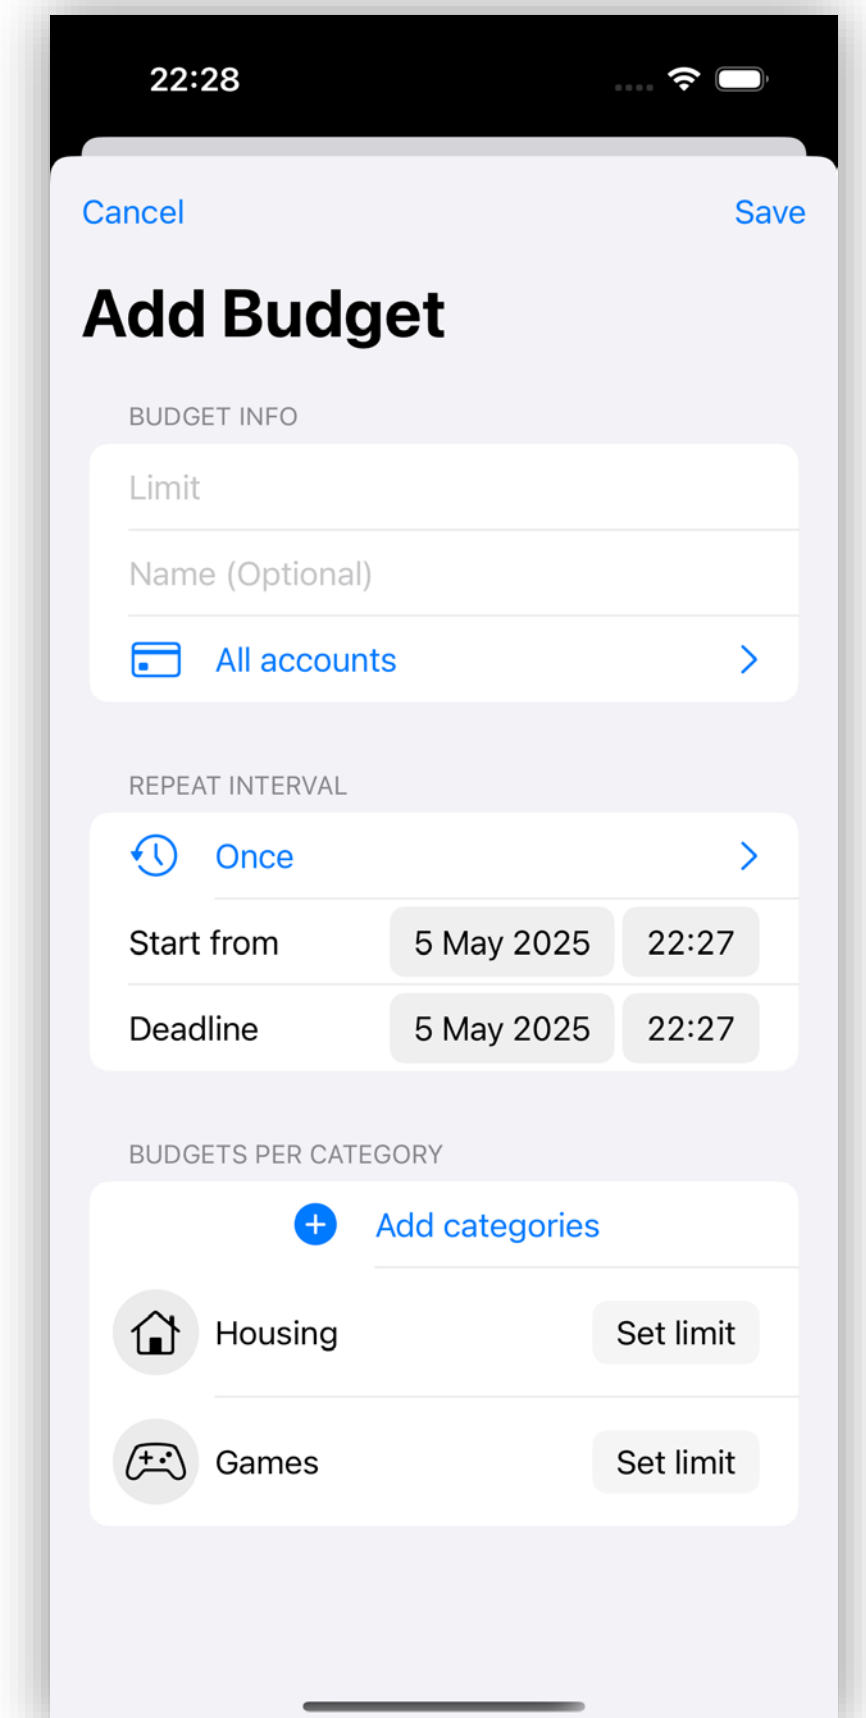 22:28
Cancel Save
Add Budget
BUDGET INFO
Limit
Name (Optional)
All accounts
REPEAT INTERVAL
Once
Start from 5 May 2025 22:27
Deadline 5 May 2025 22:27
BUDGETS PER CATEGORY
Add categories
Housing Set limit
Games Set limit